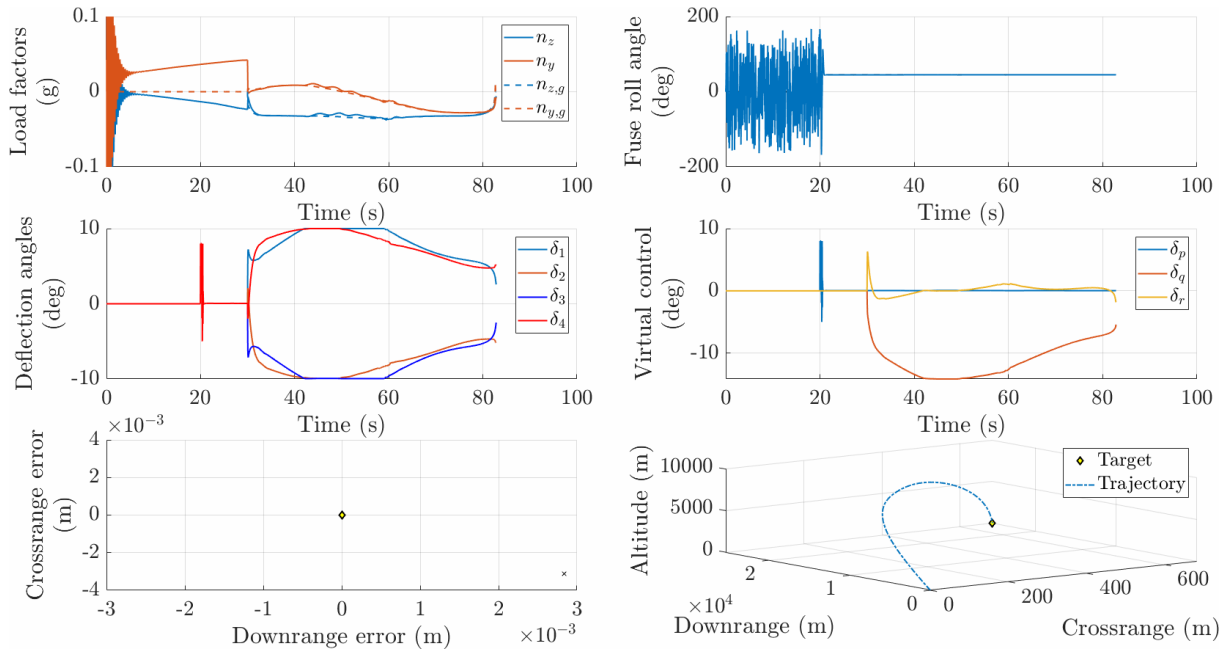 Load factors
(g)
0.1
0
-0.1
0 20 40 60 80 100
Time (s)
n_z
n_y
n_{z,g}
n_{y,g}
Fuse roll angle
(deg)
200
0
-200
0 20 40 60 80 100
Time (s)
Deflection angles
(deg)
10
0
-10
0 20 40 60 80 100
Time (s)
δ_1
δ_2
δ_3
δ_4
Virtual control
(deg)
10
0
-10
0 20 40 60 80 100
Time (s)
δ_p
δ_q
δ_r
Crossrange error
(m)
×10⁻³
4
2
0
-2
-4
-3 -2 -1 0 1 2 3
Downrange error (m)
×10⁻³
Altitude (m)
10000
5000
0
2
1
0
×10⁴
Downrange (m)
0 200 400 600
Crossrange (m)
Target
Trajectory